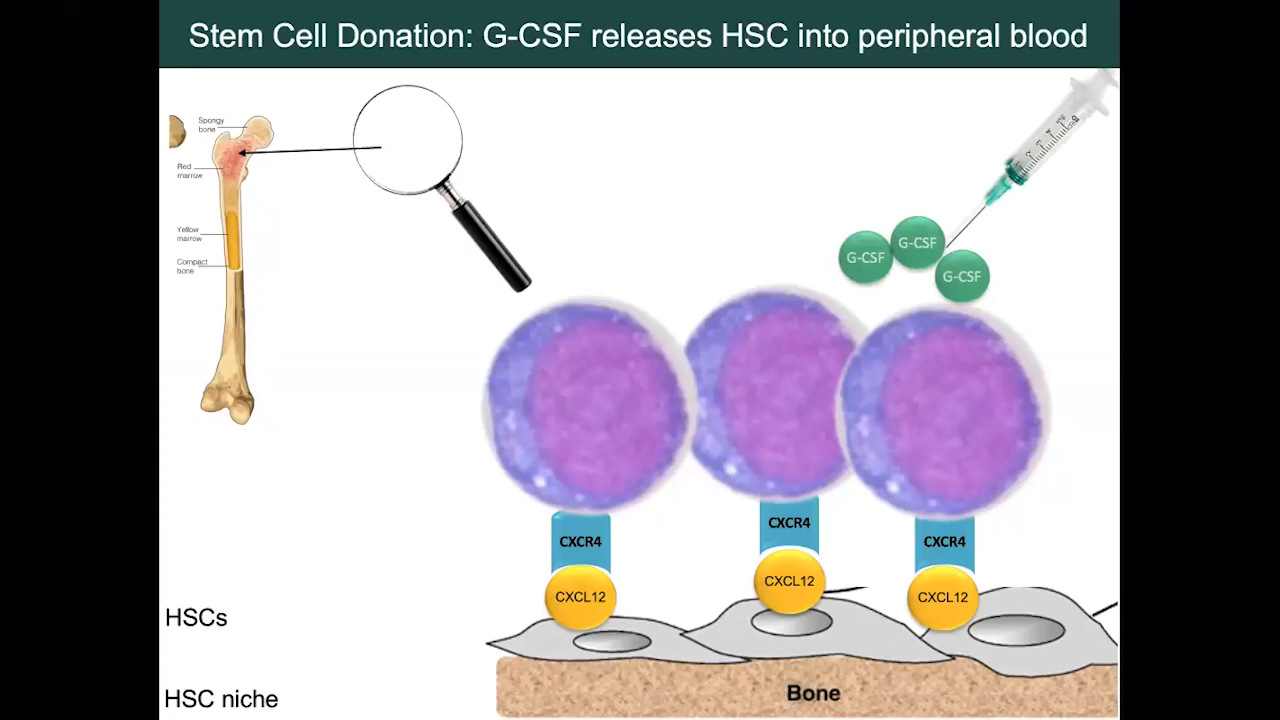 Stem Cell Donation: G-CSF releases HSC into peripheral blood
Spongy
bone
Red
marrow
Yellow
marrow
Compact
bone
G-CSF
G-CSF
G-CSF
CXCR4
CXCR4
CXCR4
CXCL12
CXCL12
CXCL12
HSCs
HSC niche
Bone